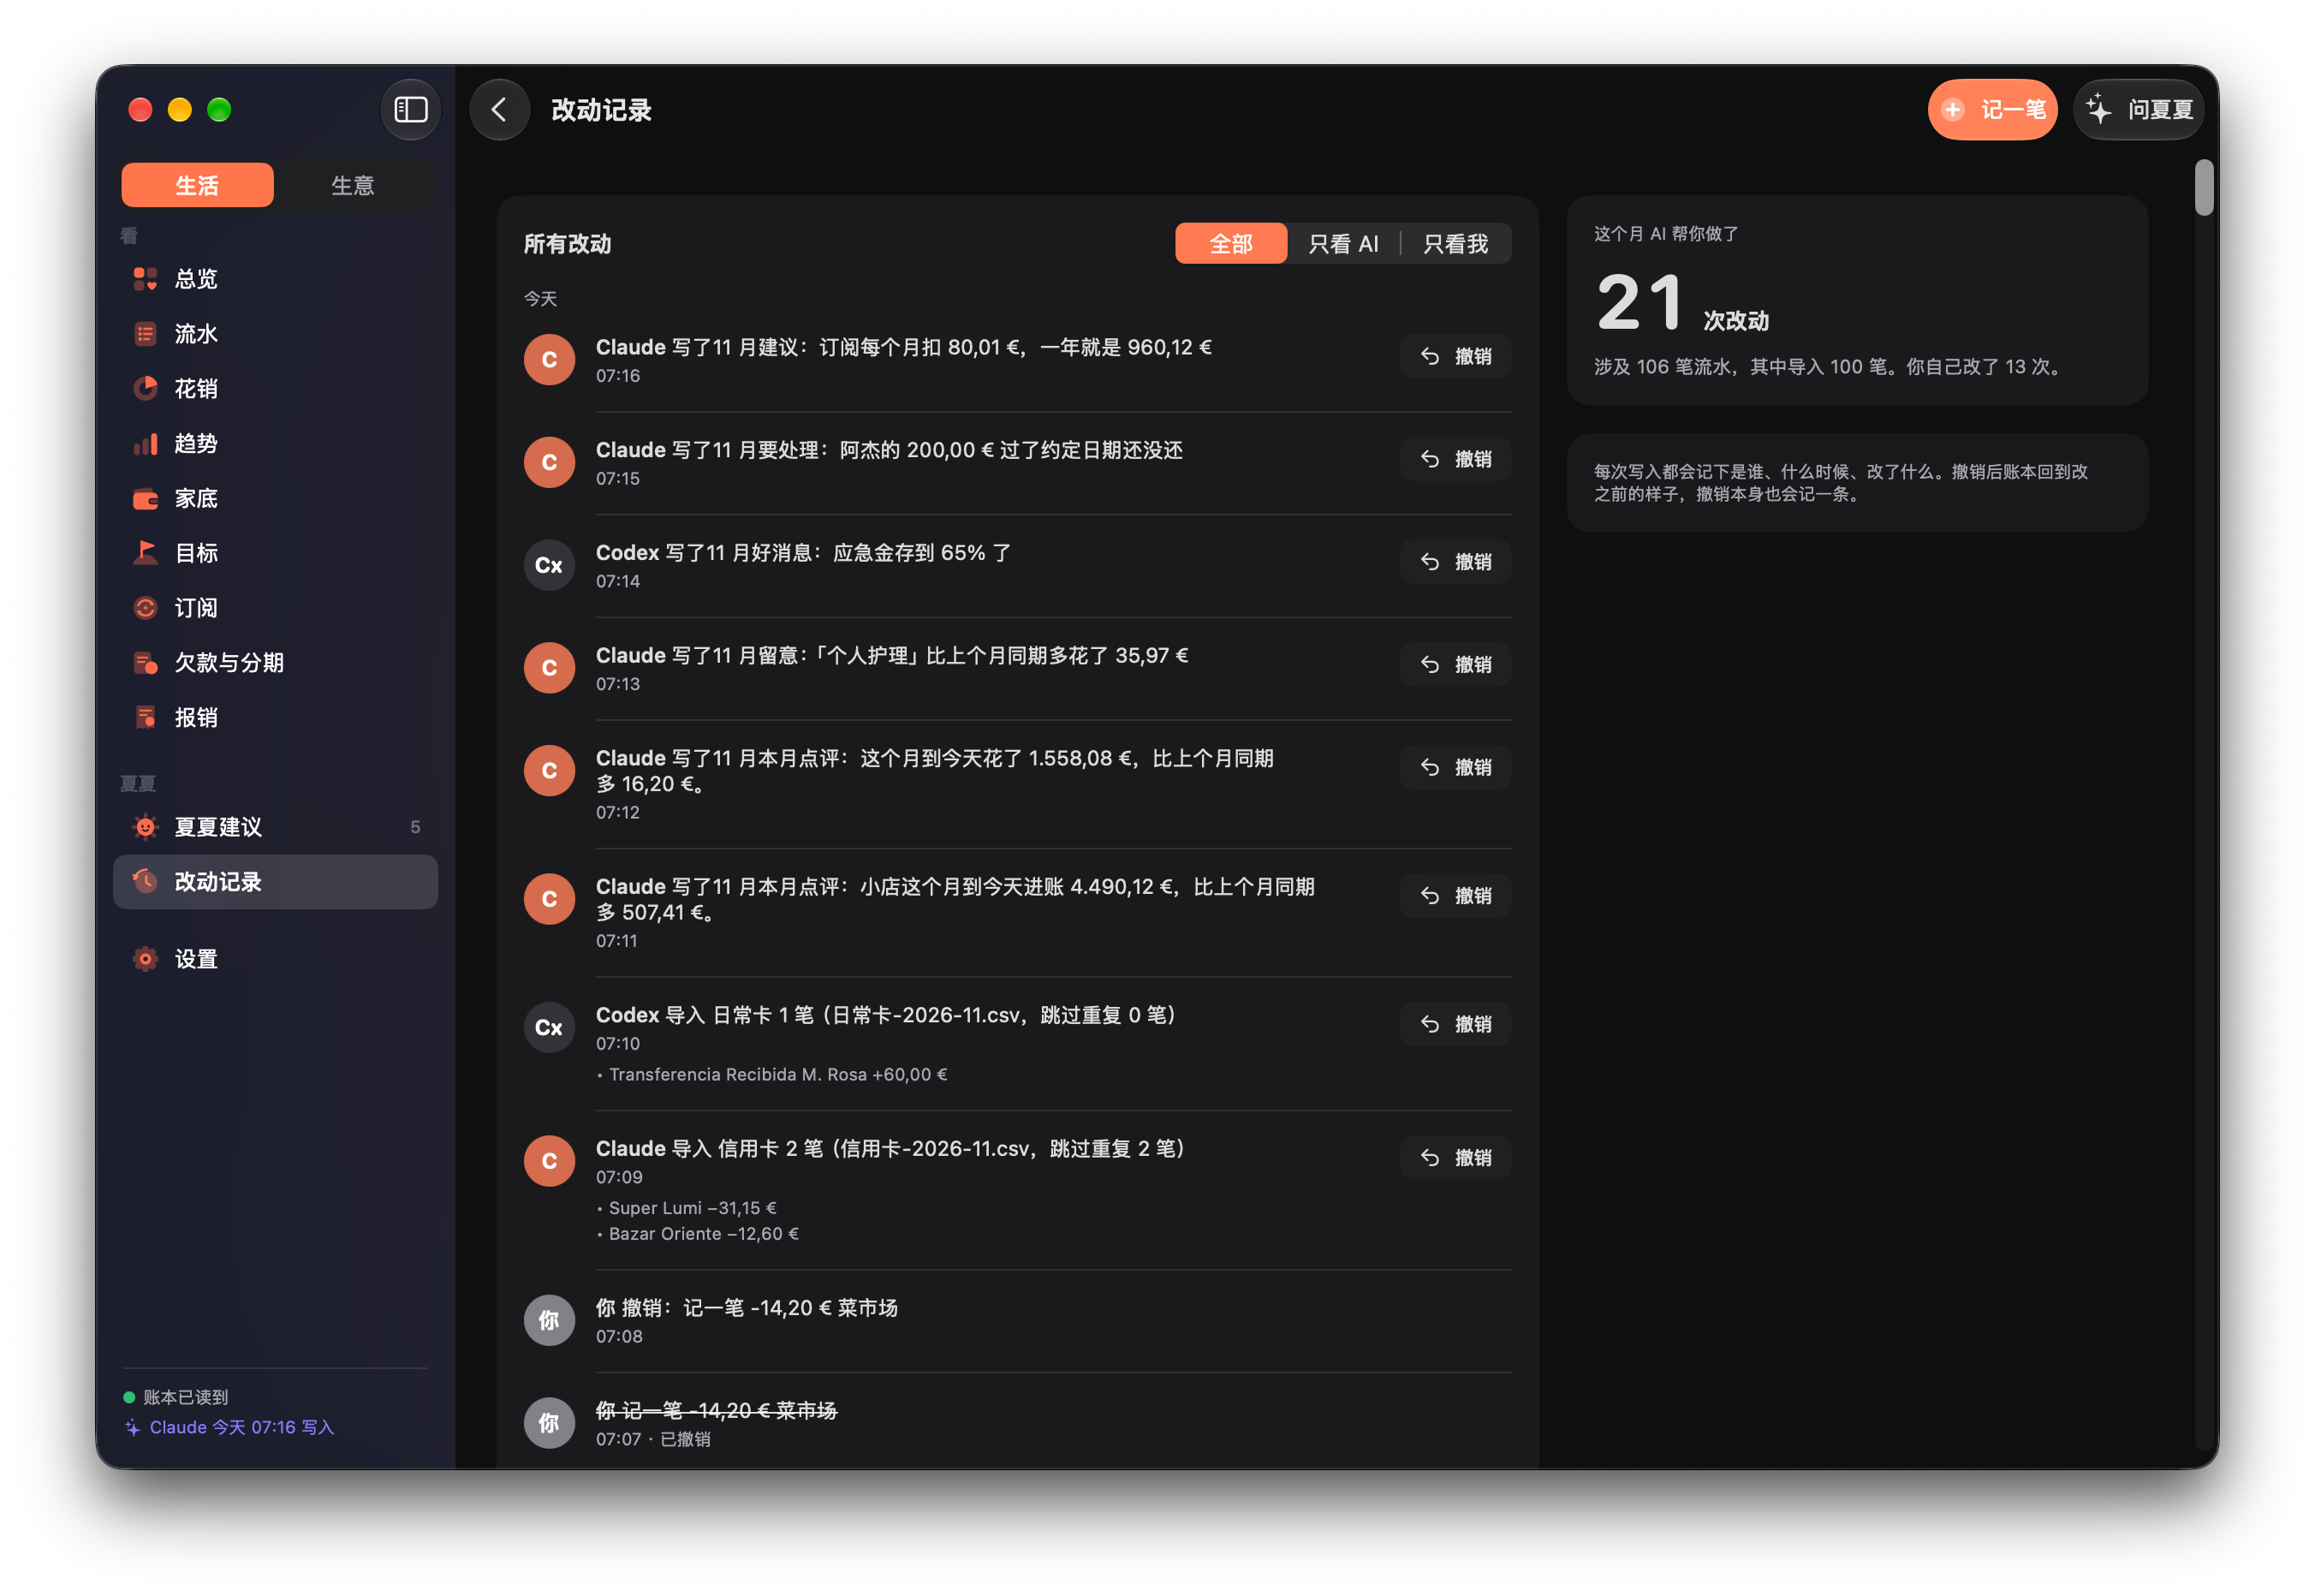 改动记录
记一笔
问夏夏
生活
生意
看
总览
流水
花销
趋势
家底
目标
订阅
欠款与分期
报销
夏夏
夏夏建议
5
改动记录
设置
账本已读到
Claude 今天 07:16 写入
所有改动
全部
只看 AI
只看我
今天
C
Claude 写了11 月建议：订阅每个月扣 80,01 €，一年就是 960,12 €
07:16
撤销
C
Claude 写了11 月要处理：阿杰的 200,00 € 过了约定日期还没还
07:15
撤销
Cx
Codex 写了11 月好消息：应急金存到 65% 了
07:14
撤销
C
Claude 写了11 月留意：「个人护理」比上个月同期多花了 35,97 €
07:13
撤销
C
Claude 写了11 月本月点评：这个月到今天花了 1.558,08 €，比上个月同期
多 16,20 €。
07:12
撤销
C
Claude 写了11 月本月点评：小店这个月到今天进账 4.490,12 €，比上个月同期
多 507,41 €。
07:11
撤销
Cx
Codex 导入 日常卡 1 笔（日常卡-2026-11.csv，跳过重复 0 笔）
07:10
• Transferencia Recibida M. Rosa +60,00 €
撤销
C
Claude 导入 信用卡 2 笔（信用卡-2026-11.csv，跳过重复 2 笔）
07:09
• Super Lumi −31,15 €
• Bazar Oriente −12,60 €
撤销
你
你 撤销：记一笔 -14,20 € 菜市场
07:08
你
你 记一笔 -14,20 € 菜市场
07:07 · 已撤销
这个月 AI 帮你做了
21 次改动
涉及 106 笔流水，其中导入 100 笔。你自己改了 13 次。
每次写入都会记下是谁、什么时候、改了什么。撤销后账本回到改
之前的样子，撤销本身也会记一条。